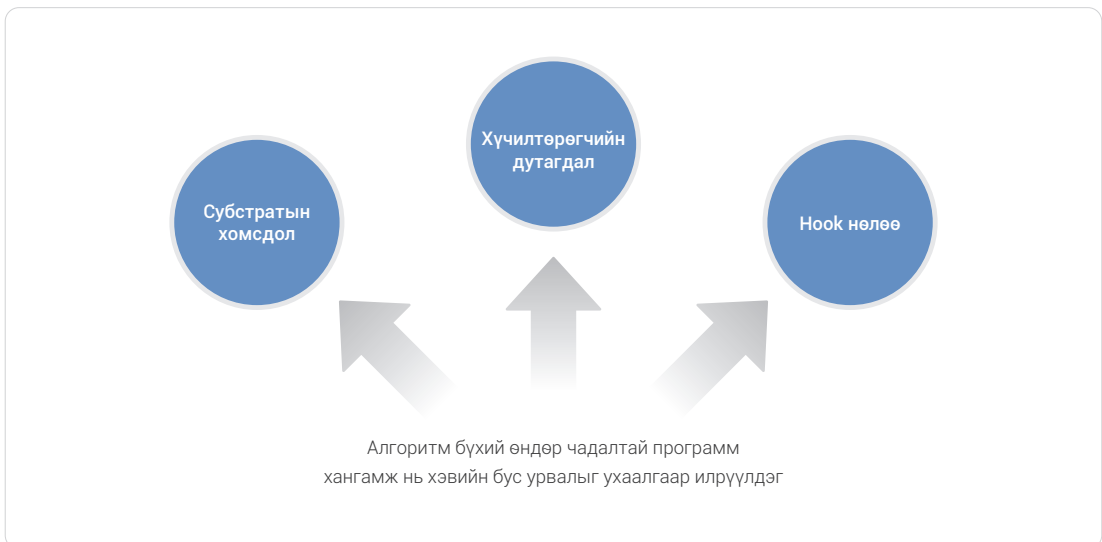 Хүчилтөрөгчийн
дутагдал
Субстратын
хомсдол
Hook нөлөө
Алгоритм бүхий өндөр чадалтай программ
хангамж нь хэвийн бус урвалыг ухаалгаар илрүүлдэг